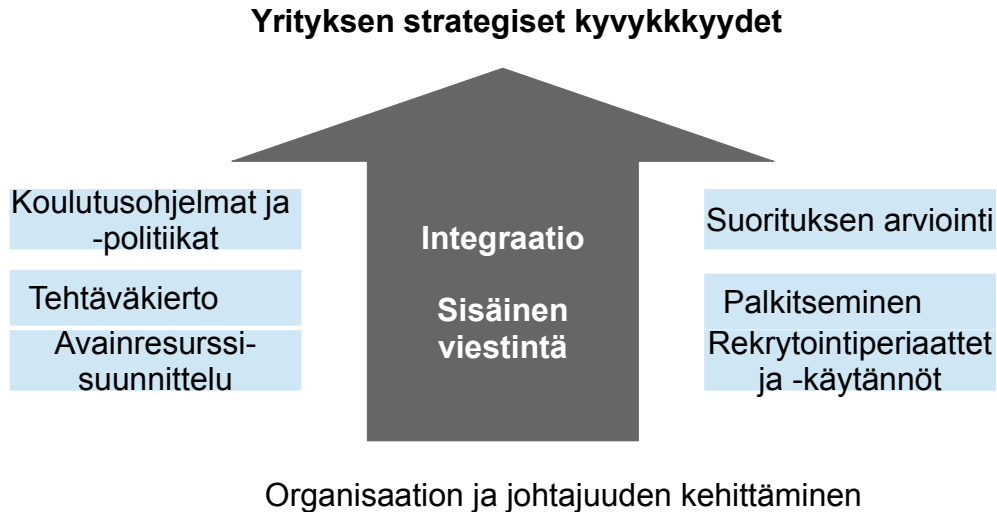 Yrityksen strategiset kyvykkkyydet
Koulutusohjelmat ja
-politiikat
Tehtäväkierto
Avainresurssi-
suunnittelu
Integraatio
Sisäinen
viestintä
Suorituksen arviointi
Palkitseminen
Rekrytointiperiaattet
ja -käytännöt
Organisaation ja johtajuuden kehittäminen